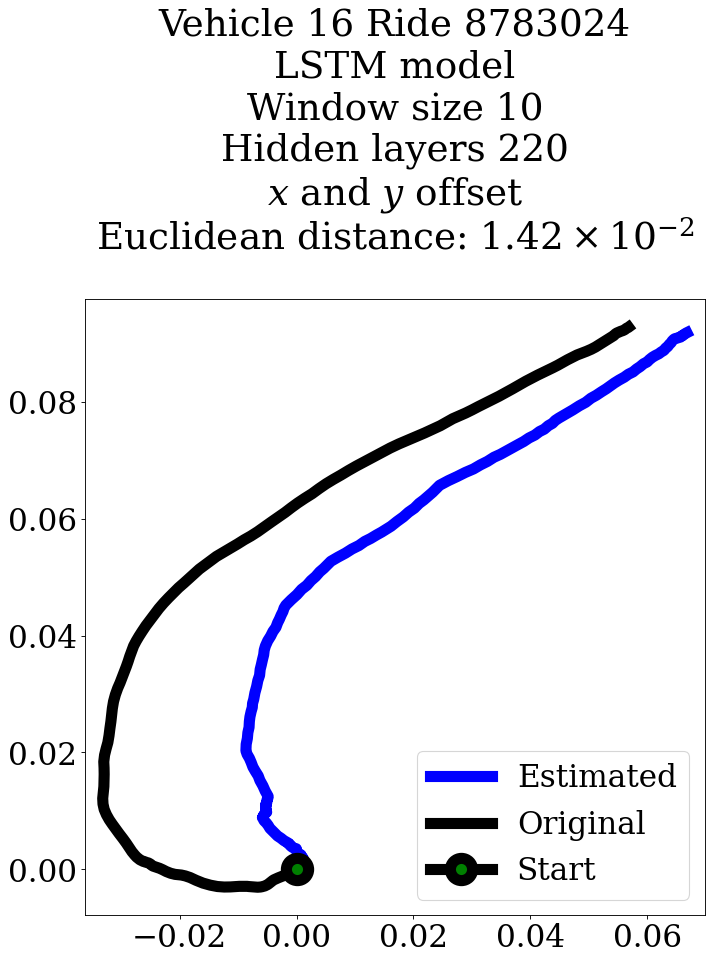 Vehicle 16 Ride 8783024
LSTM model
Window size 10
Hidden layers 220
x and y offset
Euclidean distance: 1.42 × 10⁻²
0.08
0.06
0.04
0.02
0.00
Estimated
Original
Start
−0.02 0.00 0.02 0.04 0.06